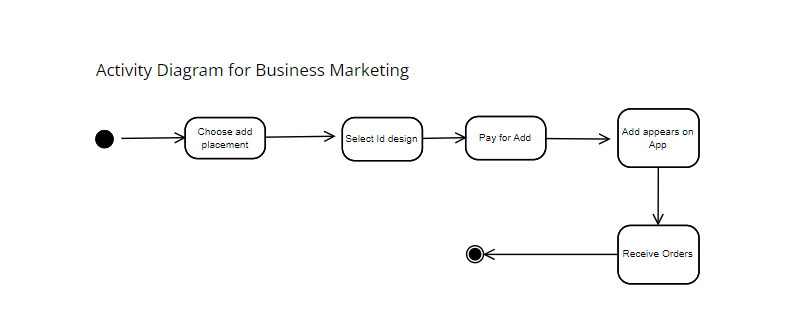 Activity Diagram for Business Marketing
Choose add
placement
Select Id design
Pay for Add
Add appears on
App
Receive Orders